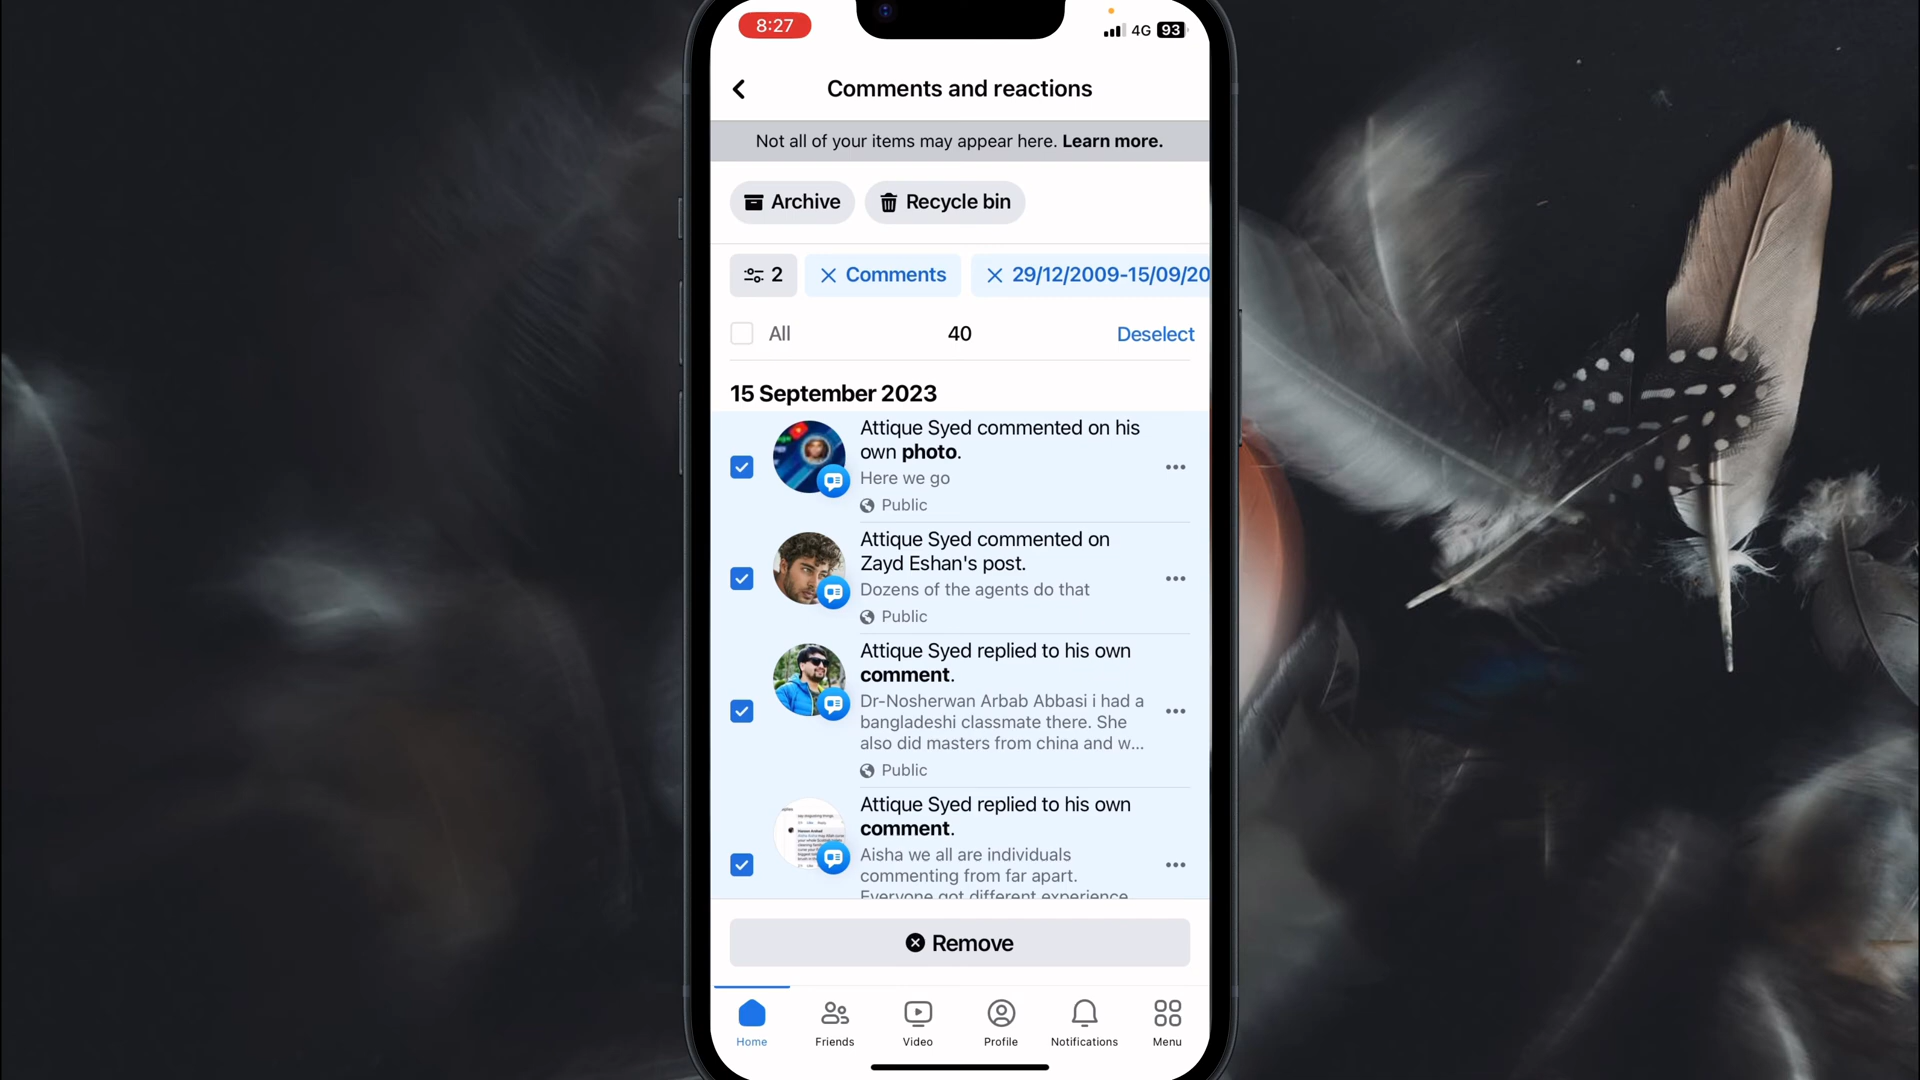 8:27
4G 93
Comments and reactions
Not all of your items may appear here. Learn more.
Archive Recycle bin
2 Comments 29/12/2009-15/09/20
All 40 Deselect
15 September 2023
Attique Syed commented on his
own photo.
Here we go
Public
Attique Syed commented on
Zayd Eshan's post.
Dozens of the agents do that
Public
Attique Syed replied to his own
comment.
Dr-Nosherwan Arbab Abbasi i had a
bangladeshi classmate there. She
also did masters from china and w...
Public
Attique Syed replied to his own
comment.
Aisha we all are individuals
commenting from far apart.
Everyone got different experience
Remove
Home Friends Video Profile Notifications Menu